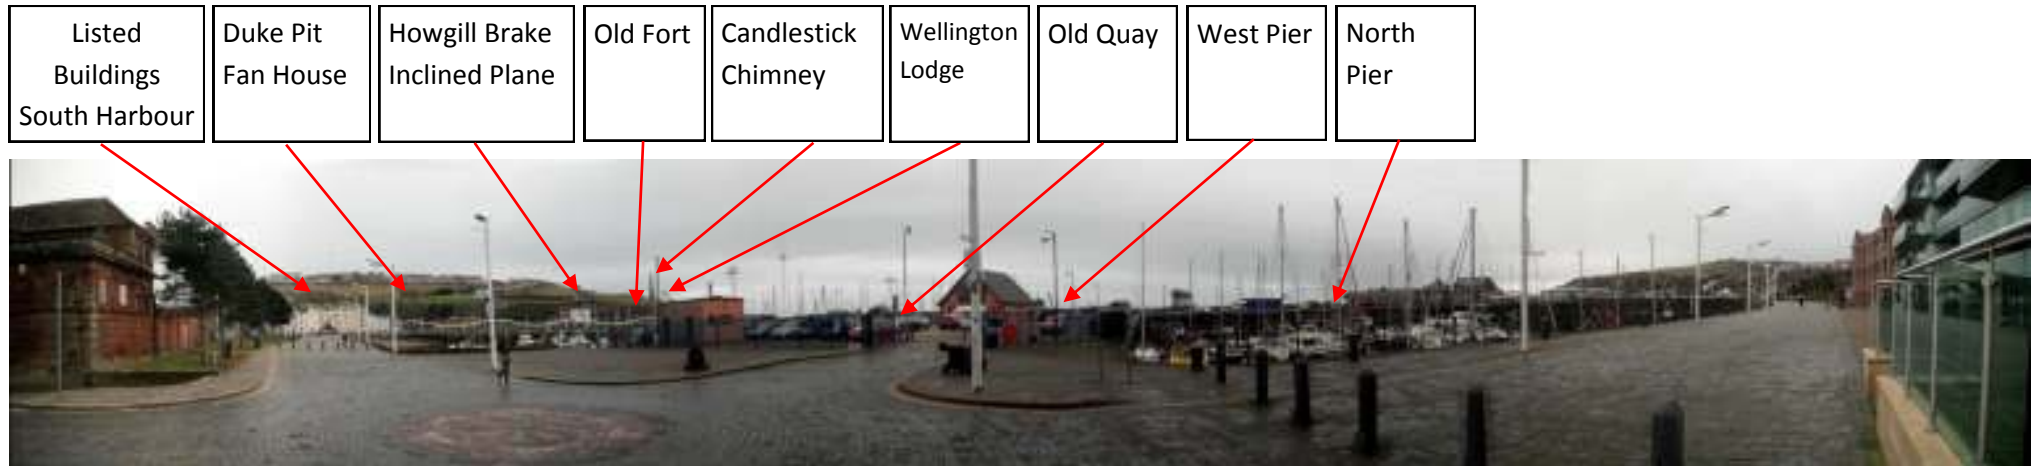 Listed
Buildings
South Harbour
Duke Pit
Fan House
Howgill Brake
Inclined Plane
Old Fort
Candlestick
Chimney
Wellington
Lodge
Old Quay
West Pier
North
Pier